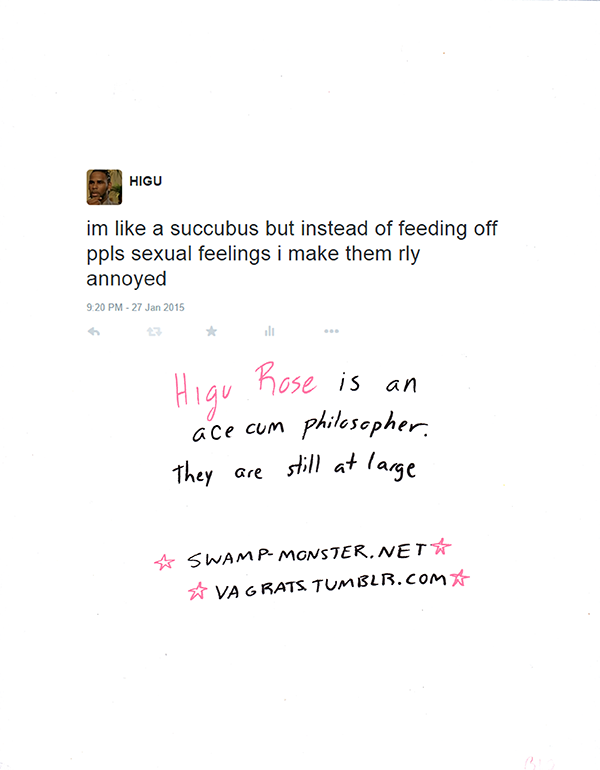 HIGU
im like a succubus but instead of feeding off
ppls sexual feelings i make them rly
annoyed
9:20 PM - 27 Jan 2015
Higu Rose is an
ace cum philosopher.
They are still at large
SWAMP-MONSTER.NET
VAGRATS.TUMBLR.COM